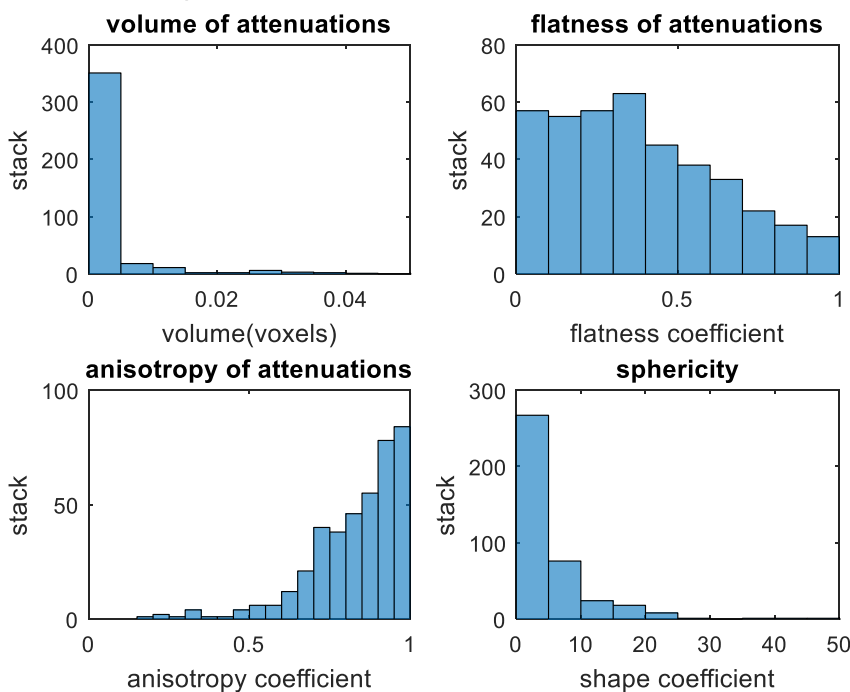 volume of attenuations
400
300
200
100
0
stack
0 0.02 0.04
volume(voxels)
flatness of attenuations
80
60
40
20
0
stack
0 0.5 1
flatness coefficient
anisotropy of attenuations
100
50
0
stack
0 0.5 1
anisotropy coefficient
sphericity
300
200
100
0
stack
0 10 20 30 40 50
shape coefficient